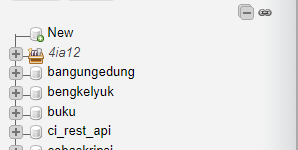 New
4ia12
bangungedung
bengkelyuk
buku
ci_rest_api